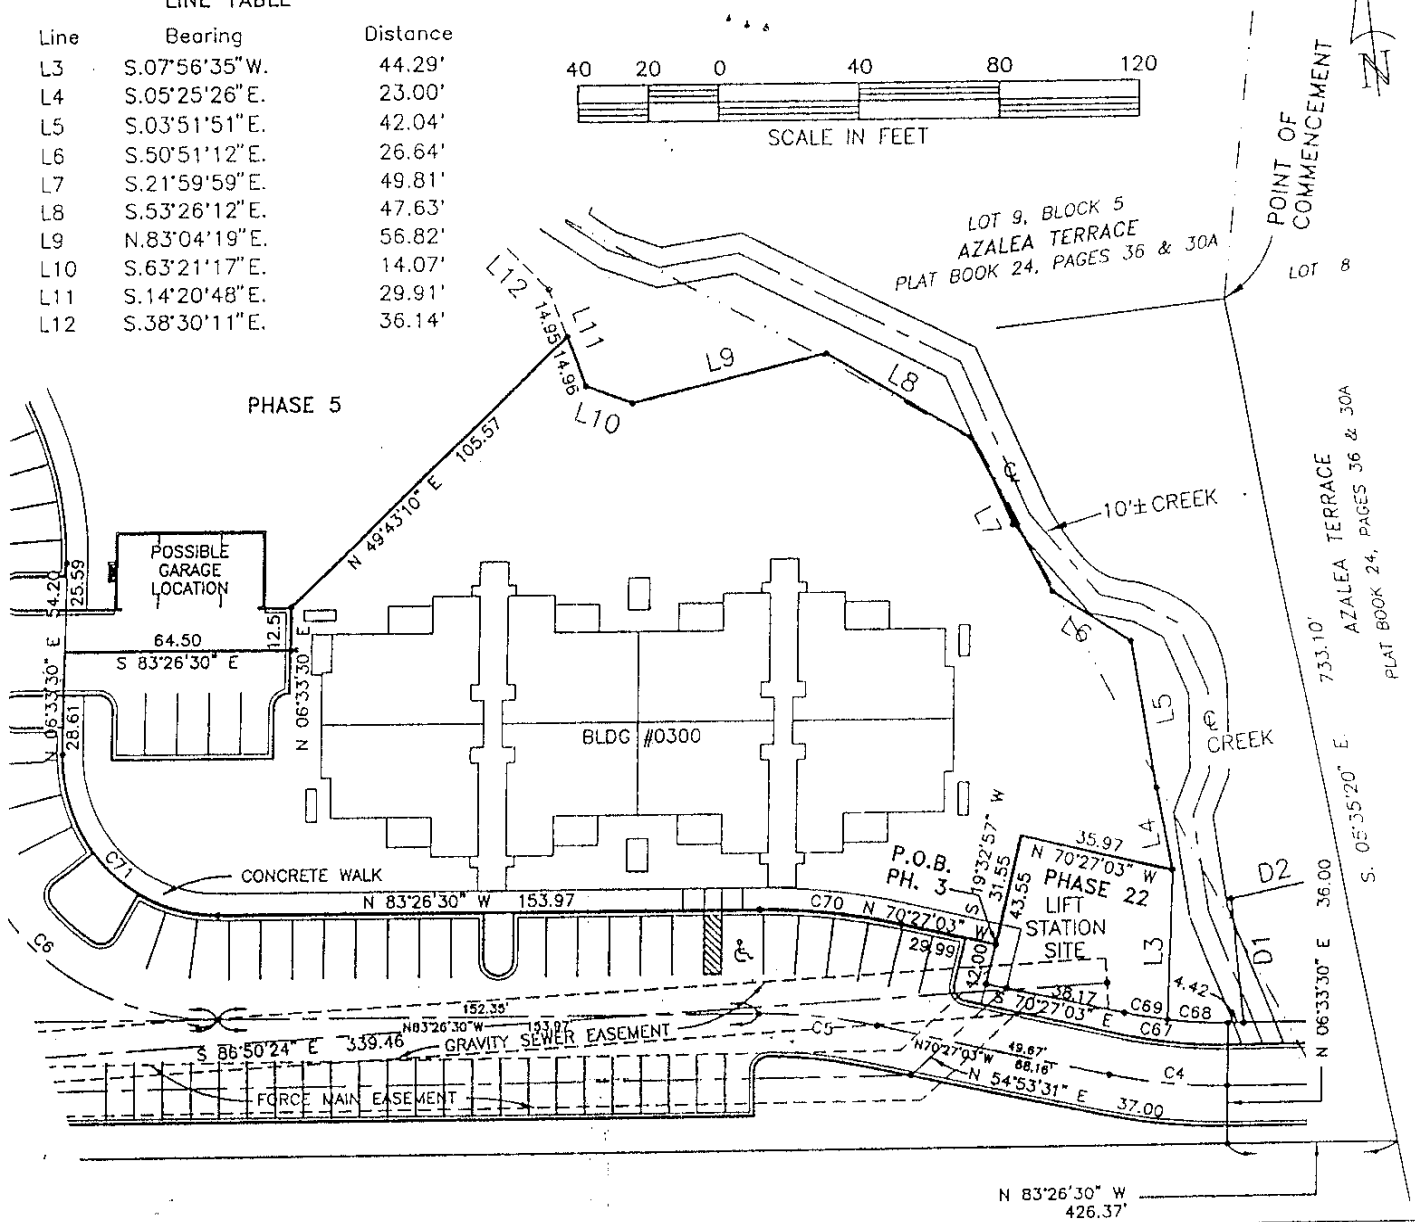 LINE TABLE
Line Bearing Distance
L3 S.07°56'35"W. 44.29'
L4 S.05°25'26"E. 23.00'
L5 S.03°51'51"E. 42.04'
L6 S.50°51'12"E. 26.64'
L7 S.21°59'59"E. 49.81'
L8 S.53°26'12"E. 47.63'
L9 N.83°04'19"E. 56.82'
L10 S.63°21'17"E. 14.07'
L11 S.14°20'48"E. 29.91'
L12 S.38°30'11"E. 36.14'
40 20 0 40 80 120
SCALE IN FEET
N
POINT OF
COMMENCEMENT
LOT 9, BLOCK 5
AZALEA TERRACE
PLAT BOOK 24, PAGES 36 & 30A
LOT 8
L12
14.95
L11
14.96
L10
L9
L8
L7
L6
L5
L4
L3
PHASE 5
N 49°43'10" E 105.57
℄
10'± CREEK
℄
CREEK
AZALEA TERRACE
PLAT BOOK 24, PAGES 36 & 30A
S. 05°35'20" E. 733.10'
POSSIBLE
GARAGE
LOCATION
N 06°33'30" E 54.20
25.59
28.61
64.50
S 83°26'30" E
12.5
N 06°33'30" E
BLDG #0300
P.O.B.
PH. 3
S 19°32'57" W
31.55
43.55
12.00
35.97
N 70°27'03" W
PHASE 22
LIFT
STATION
SITE
D2
D1
4.42
C71
CONCRETE WALK
N 83°26'30" W 153.97
C70
N 70°27'03" W
29.99
C6
38.17
S 70°27'03" E
C69
C68
C67
N 06°33'30" E 36.00
152.35'
N83°26'30"W 153.97
GRAVITY SEWER EASEMENT
S 86°50'24" E 339.46
C5
N70°27'03"W
49.67'
68.16'
C4
N 54°53'31" E 37.00
FORCE MAIN EASEMENT
N 83°26'30" W
426.37'